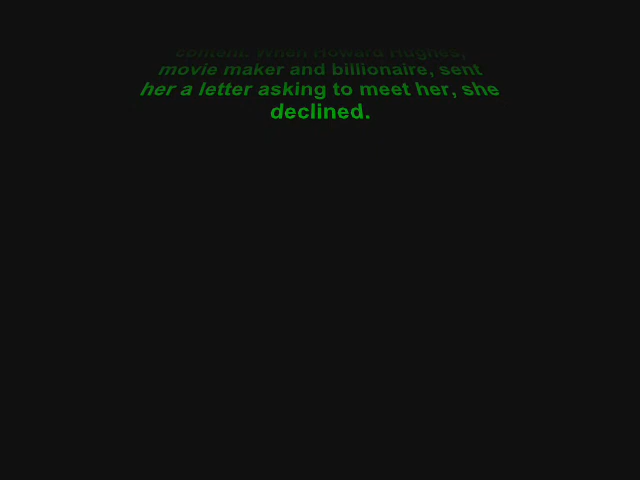 content. When Howard Hughes,
movie maker and billionaire, sent
her a letter asking to meet her, she
declined.